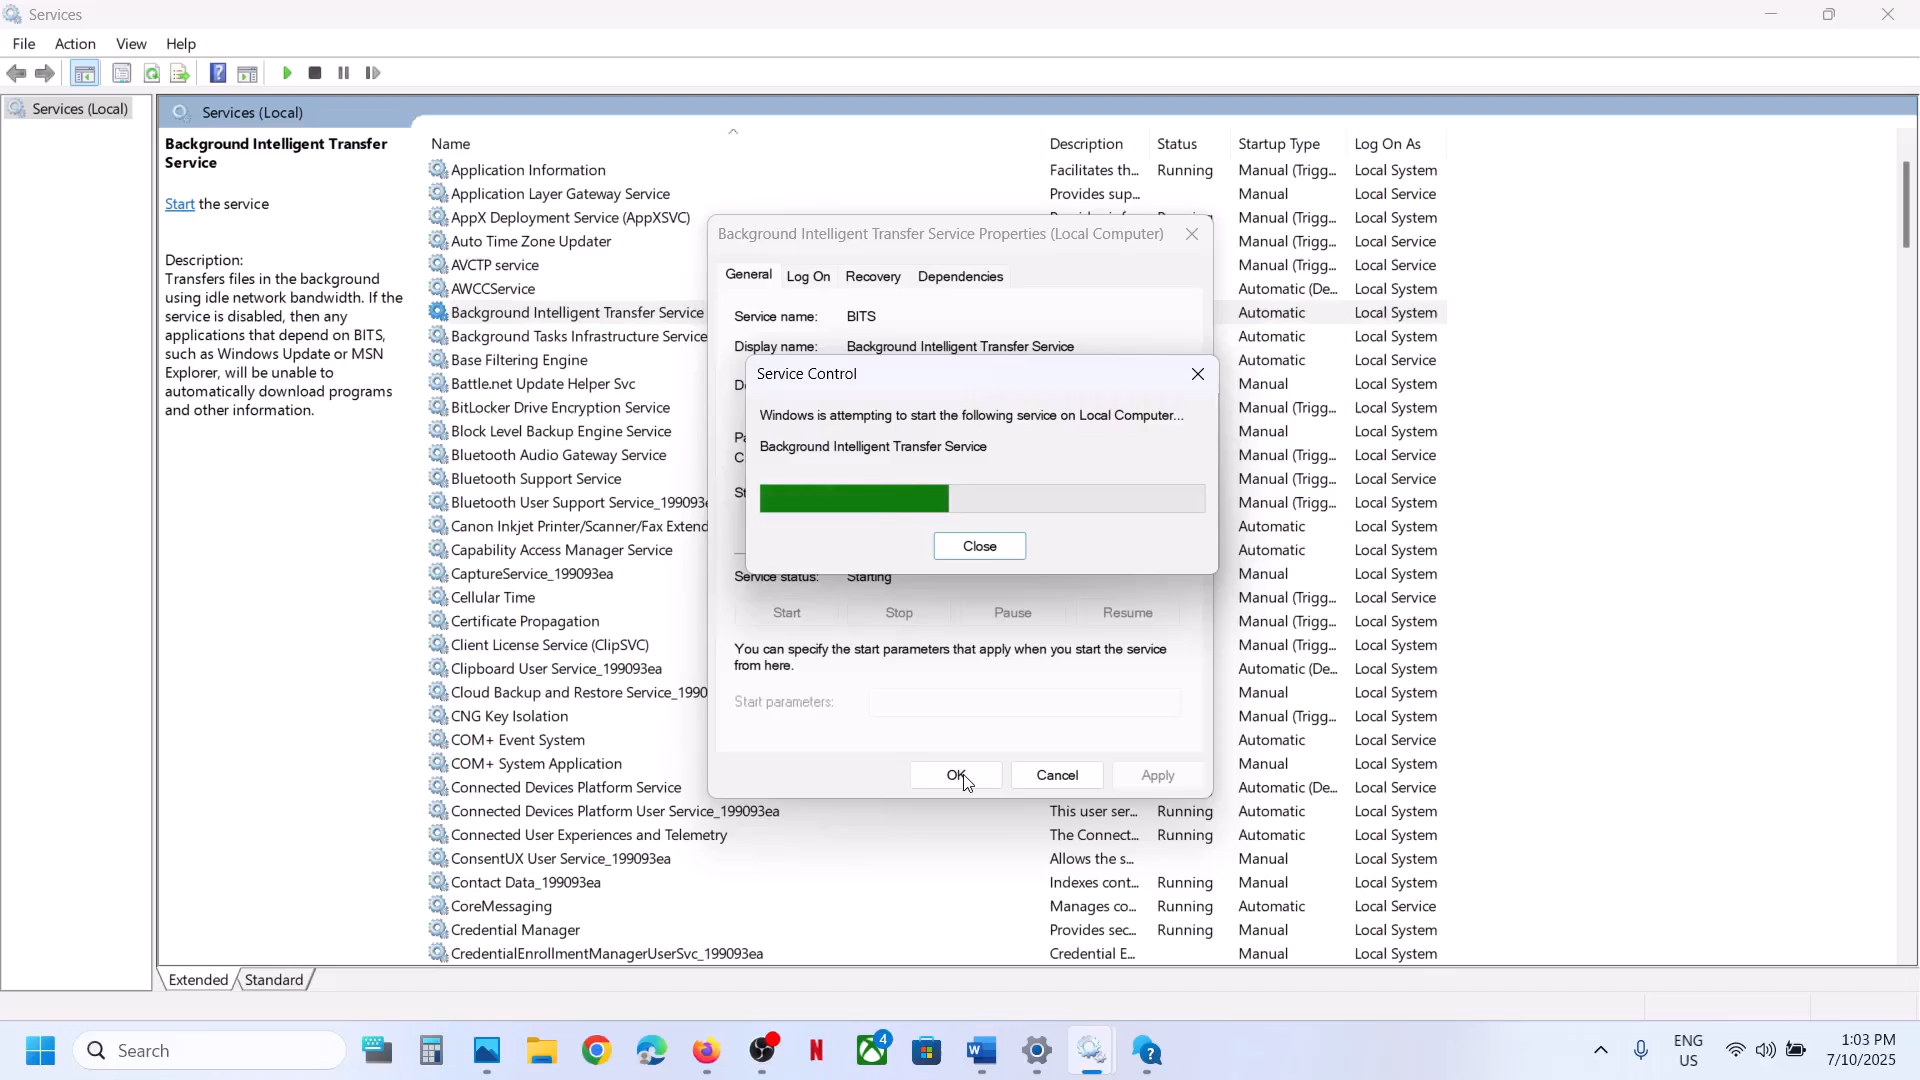 Services
File Action View Help
Services (Local)
Services (Local)
Background Intelligent Transfer
Service
Start the service
Description:
Transfers files in the background
using idle network bandwidth. If the
service is disabled, then any
applications that depend on BITS,
such as Windows Update or MSN
Explorer, will be unable to
automatically download programs
and other information.
Name Description Status Startup Type Log On As
Application Information Facilitates th... Running Manual (Trigg... Local System
Application Layer Gateway Service Provides sup... Manual Local Service
AppX Deployment Service (AppXSVC) Manual (Trigg... Local System
Auto Time Zone Updater Manual (Trigg... Local Service
AVCTP service Manual (Trigg... Local Service
AWCCService Automatic (De... Local System
Background Intelligent Transfer Service Automatic Local System
Background Tasks Infrastructure Service Automatic Local System
Base Filtering Engine Automatic Local Service
Battle.net Update Helper Svc Manual Local System
BitLocker Drive Encryption Service Manual (Trigg... Local System
Block Level Backup Engine Service Manual Local System
Bluetooth Audio Gateway Service Manual (Trigg... Local Service
Bluetooth Support Service Manual (Trigg... Local Service
Bluetooth User Support Service_199093e Manual (Trigg... Local System
Canon Inkjet Printer/Scanner/Fax Extend Automatic Local System
Capability Access Manager Service Automatic Local System
CaptureService_199093ea Manual Local System
Cellular Time Manual (Trigg... Local Service
Certificate Propagation Manual (Trigg... Local System
Client License Service (ClipSVC) Manual (Trigg... Local System
Clipboard User Service_199093ea Automatic (De... Local System
Cloud Backup and Restore Service_1990 Manual Local System
CNG Key Isolation Manual (Trigg... Local System
COM+ Event System Automatic Local Service
COM+ System Application Manual Local System
Connected Devices Platform Service Automatic (De... Local Service
Connected Devices Platform User Service_199093ea This user ser... Running Automatic Local System
Connected User Experiences and Telemetry The Connect... Running Automatic Local System
ConsentUX User Service_199093ea Allows the s... Manual Local System
Contact Data_199093ea Indexes cont... Running Manual Local System
CoreMessaging Manages co... Running Automatic Local Service
Credential Manager Provides sec... Running Manual Local System
CredentialEnrollmentManagerUserSvc_199093ea Credential E... Manual Local System
Background Intelligent Transfer Service Properties (Local Computer)
General Log On Recovery Dependencies
Service name: BITS
Display name: Background Intelligent Transfer Service
Service Control
Windows is attempting to start the following service on Local Computer...
Background Intelligent Transfer Service
Close
Service status: Starting
Start Stop Pause Resume
You can specify the start parameters that apply when you start the service
from here.
Start parameters:
OK Cancel Apply
Extended Standard
Search
4
ENG
US
1:03 PM
7/10/2025